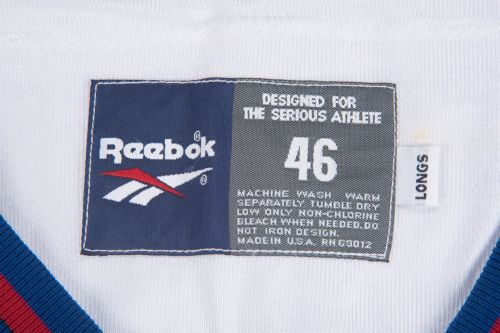 Reebok®
®
DESIGNED FOR
THE SERIOUS ATHLETE
46
MACHINE WASH WARM
SEPARATELY, TUMBLE DRY
LOW ONLY NON-CHLORINE
BLEACH WHEN NEEDED. DO
NOT IRON DESIGN.
MADE IN U.S.A. RN 69012
LONGS